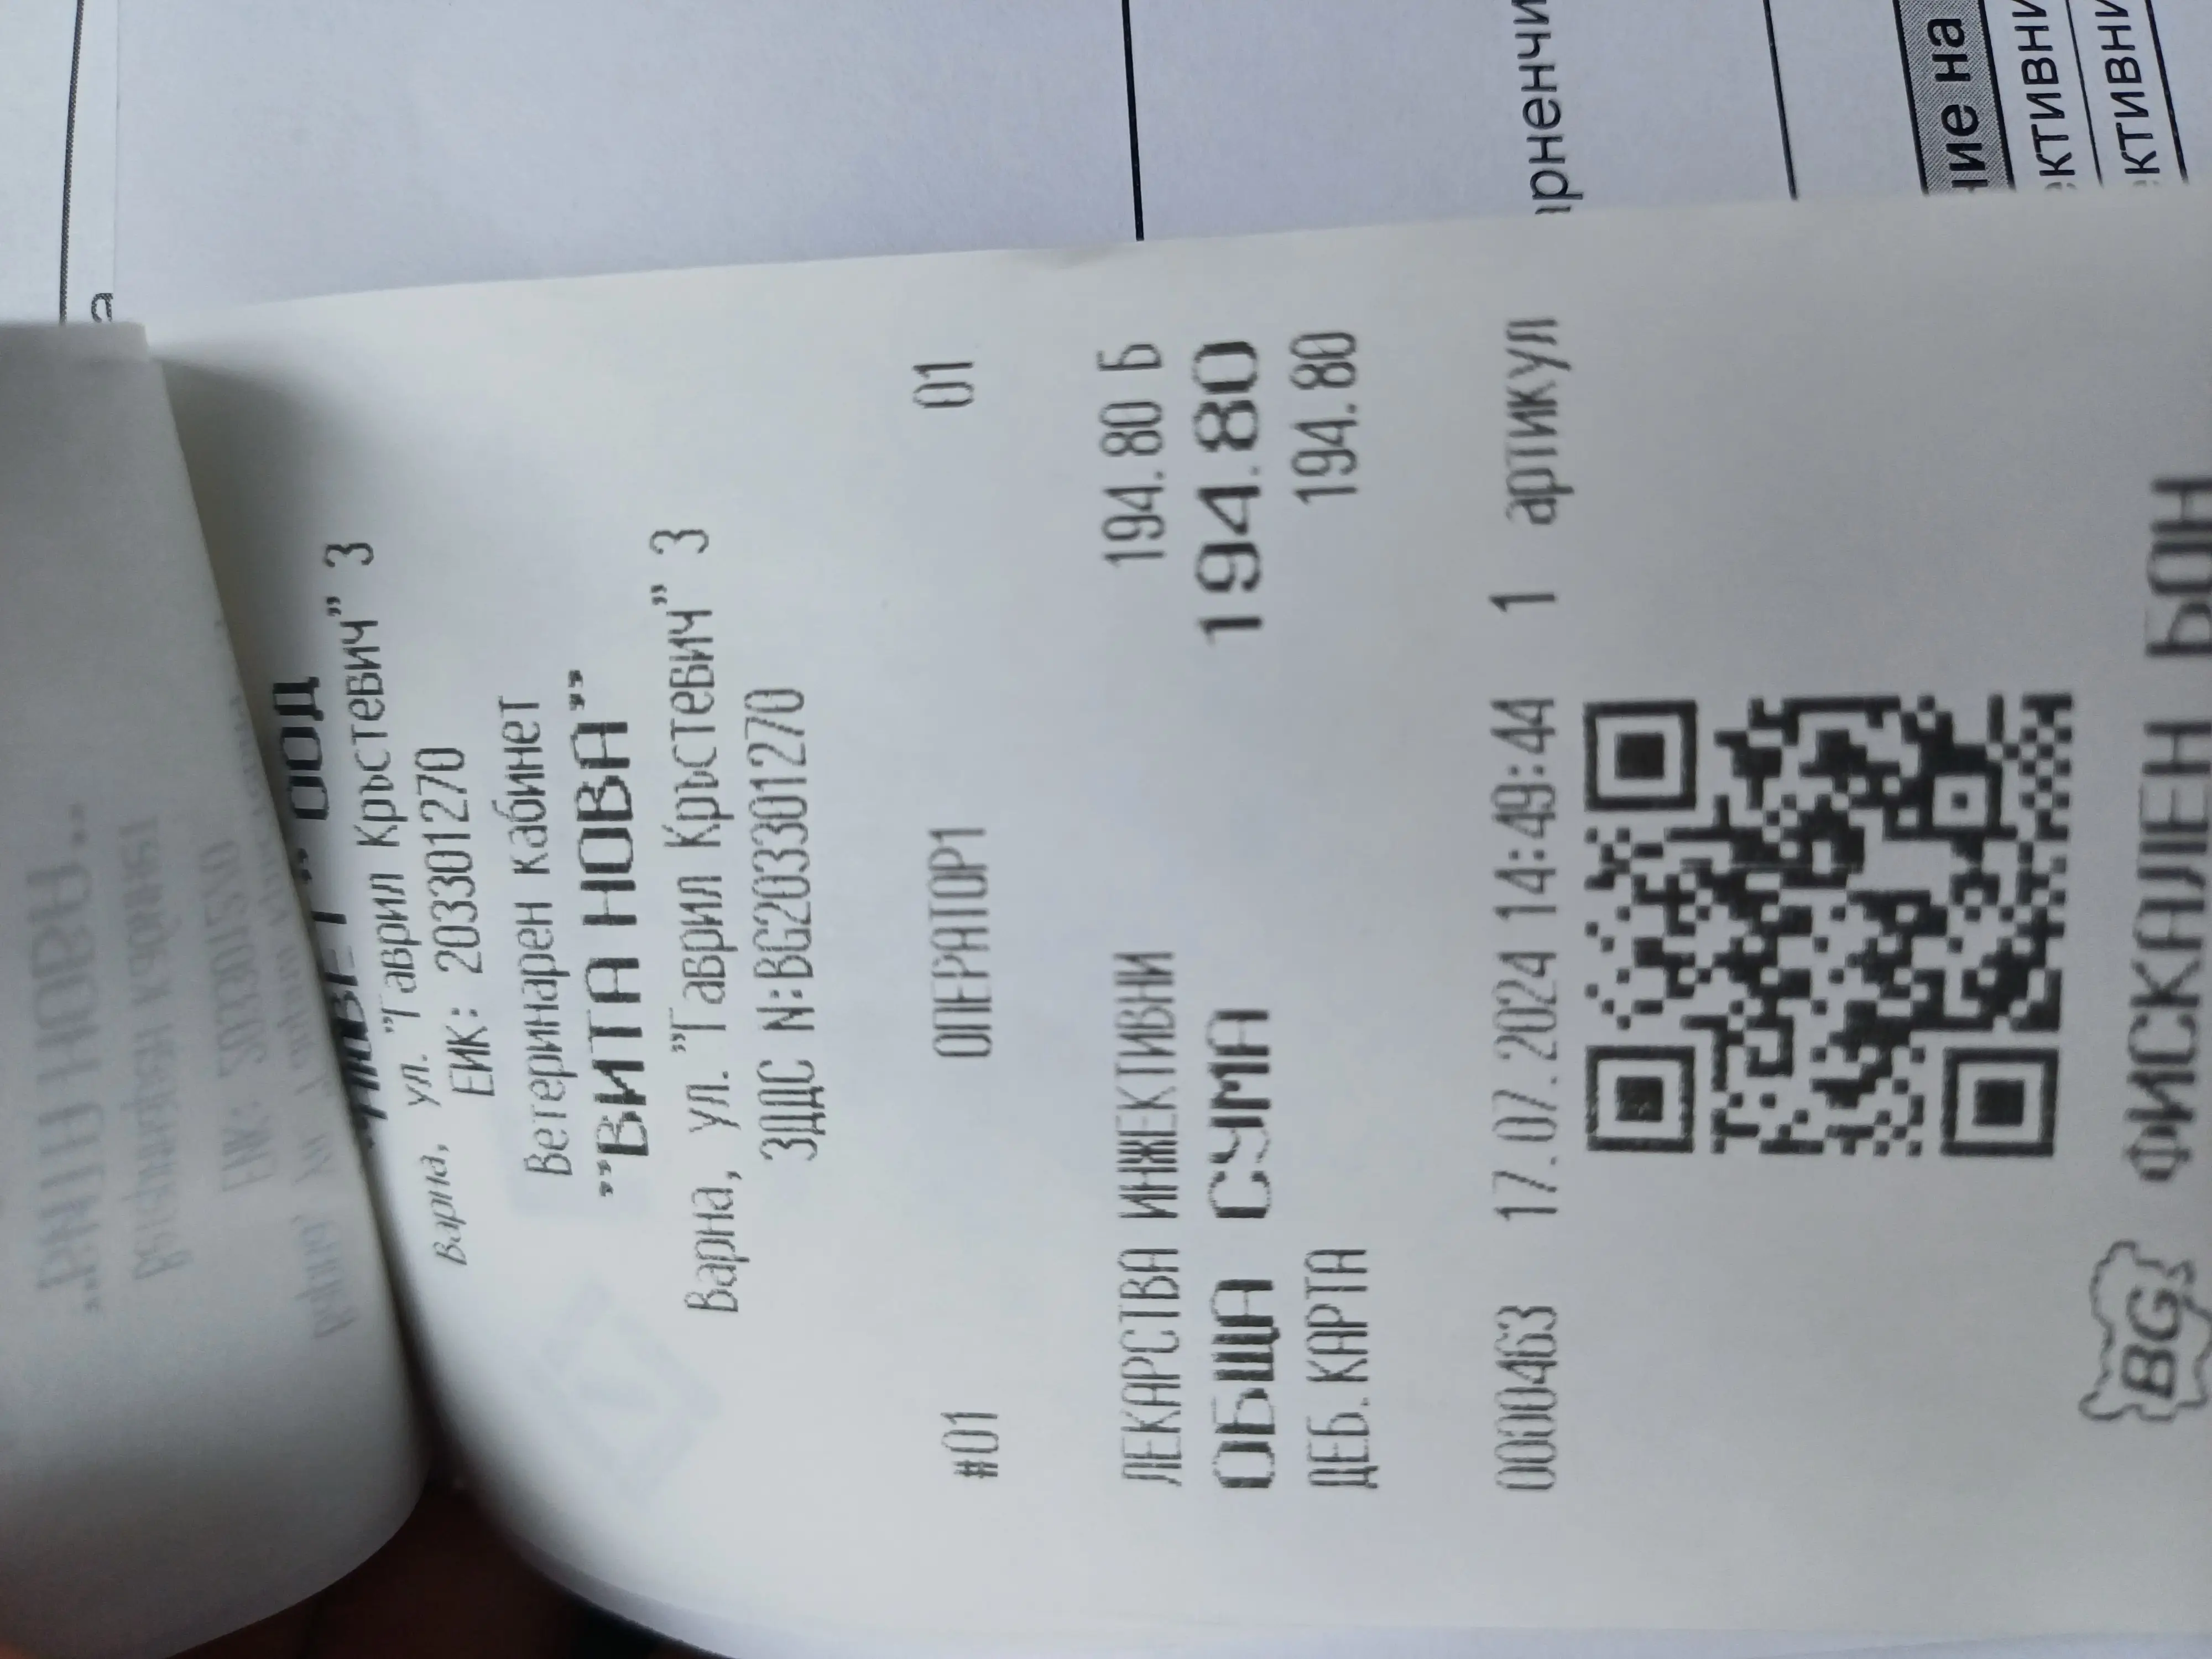 ООД
Варна, ул. "Гаврил Кръстевич" 3
ЕИК: 203301270
Ветеринарен кабинет
"ВИТА НОВА"
Варна, ул. "Гаврил Кръстевич" 3
ЗДДС N:BG203301270
#01 ОПЕРАТОР1 01
ЛЕКАРСТВА ИНЖЕКТИВНИ 194.80 Б
ОБЩА СУМА 194.80
ДЕБ.КАРТА 194.80
0000463 17.07.2024 14:49:44 1 артикул
BG ФИСКАЛЕН БОН